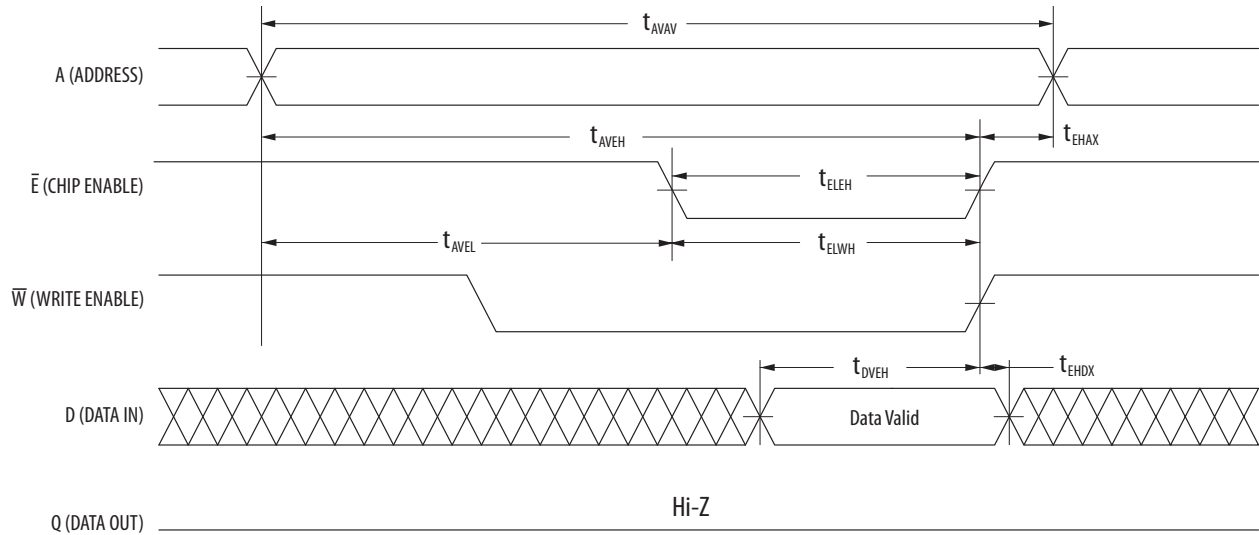 tAVAV
A (ADDRESS)
tAVEH
tEHAX
E̅ (CHIP ENABLE)
tELEH
tAVEL
tELWH
W̅ (WRITE ENABLE)
tDVEH
tEHDX
D (DATA IN)
Data Valid
Hi-Z
Q (DATA OUT)